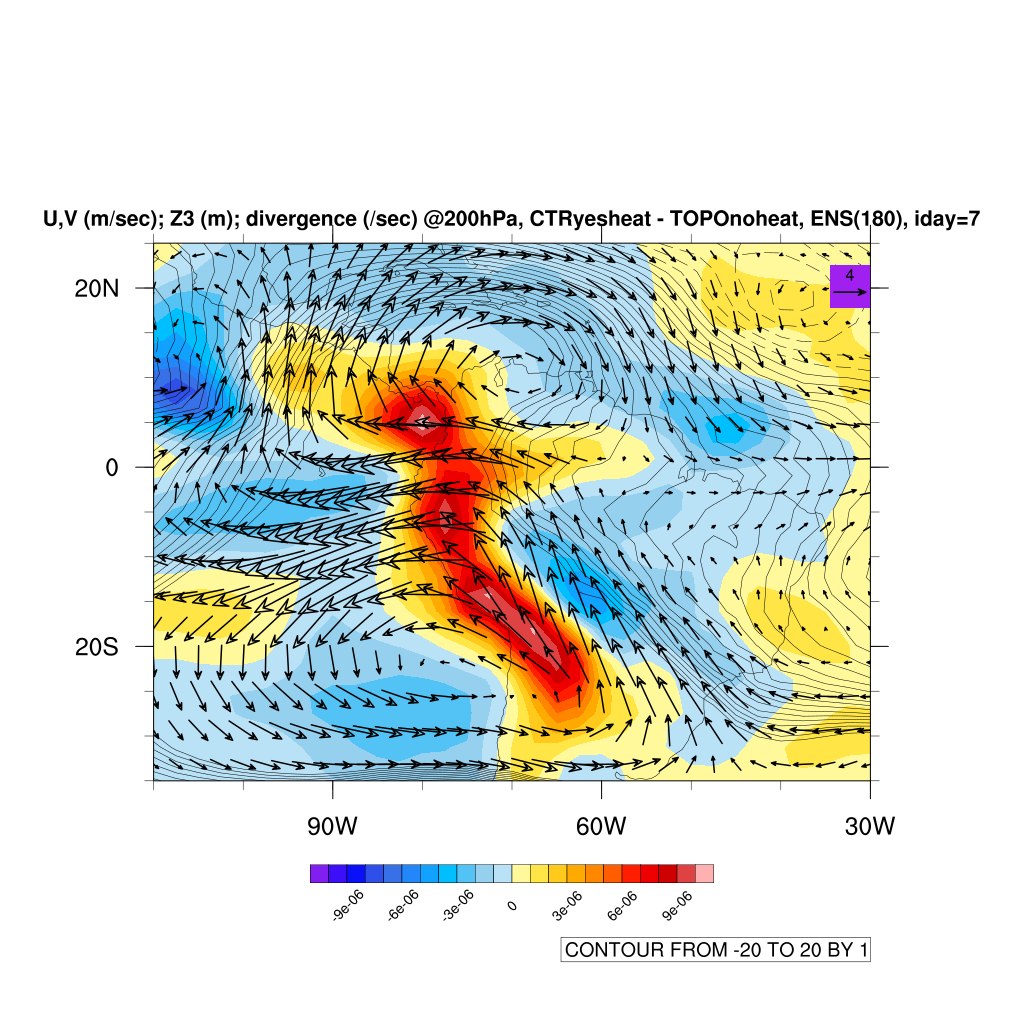 U,V (m/sec); Z3 (m); divergence (/sec) @200hPa, CTRyesheat - TOPOnoheat, ENS(180), iday=7
4
20N
0
20S
90W 60W 30W
-9e-06 -6e-06 -3e-06 0 3e-06 6e-06 9e-06
CONTOUR FROM -20 TO 20 BY 1